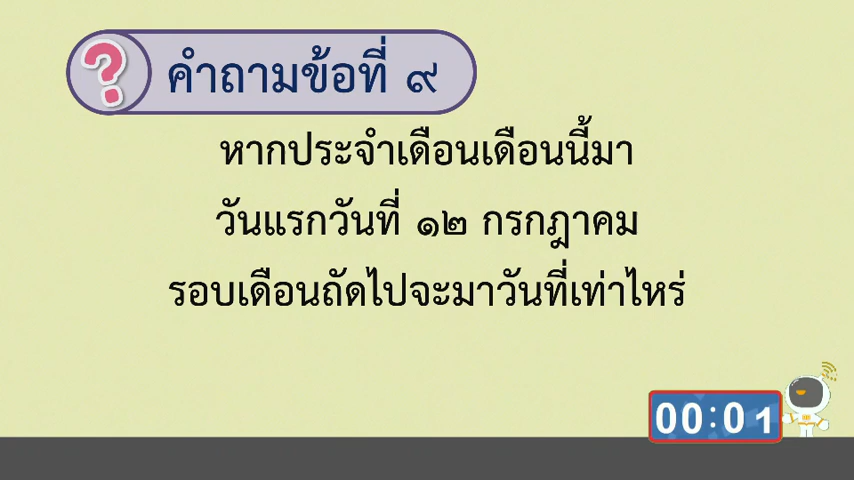 ?
คำถามข้อที่ ๙
หากประจำเดือนเดือนนี้มา
วันแรกวันที่ ๑๒ กรกฎาคม
รอบเดือนถัดไปจะมาวันที่เท่าไหร่
00:01